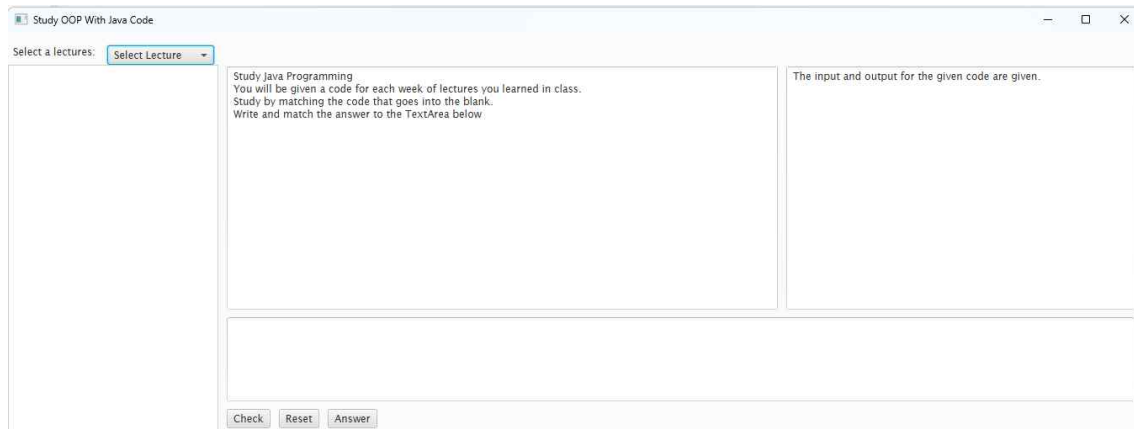 Study OOP With Java Code
Select a lectures: Select Lecture
Study Java Programming
You will be given a code for each week of lectures you learned in class.
Study by matching the code that goes into the blank.
Write and match the answer to the TextArea below
The input and output for the given code are given.
Check Reset Answer